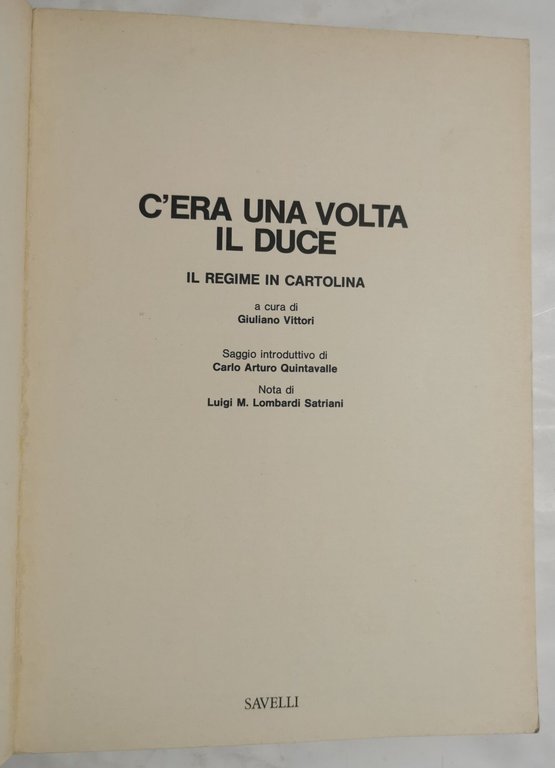 C'ERA UNA VOLTA
IL DUCE
IL REGIME IN CARTOLINA
a cura di
Giuliano Vittori
Saggio introduttivo di
Carlo Arturo Quintavalle
Nota di
Luigi M. Lombardi Satriani
SAVELLI